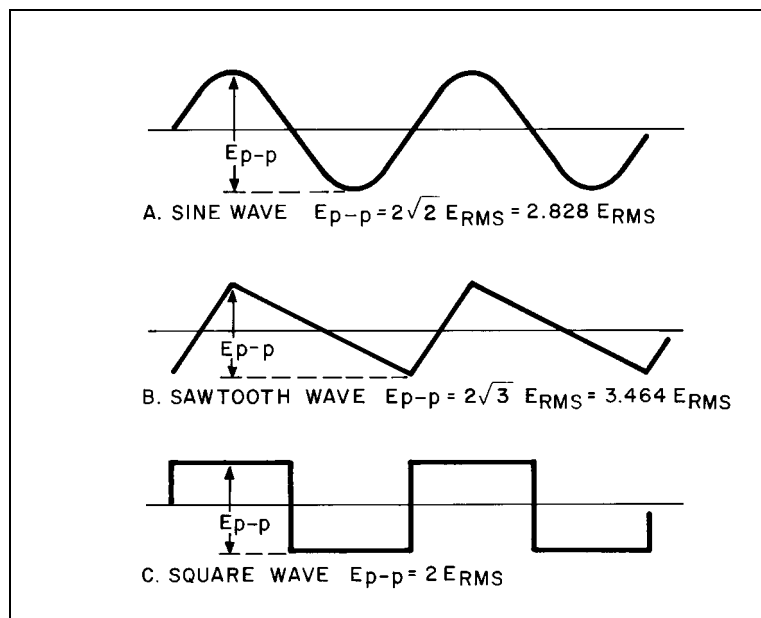 Ep-p
A. SINE WAVE Ep-p = 2√2 ERMS = 2.828 ERMS
Ep-p
B. SAWTOOTH WAVE Ep-p = 2√3 ERMS = 3.464 ERMS
Ep-p
C. SQUARE WAVE Ep-p = 2 ERMS